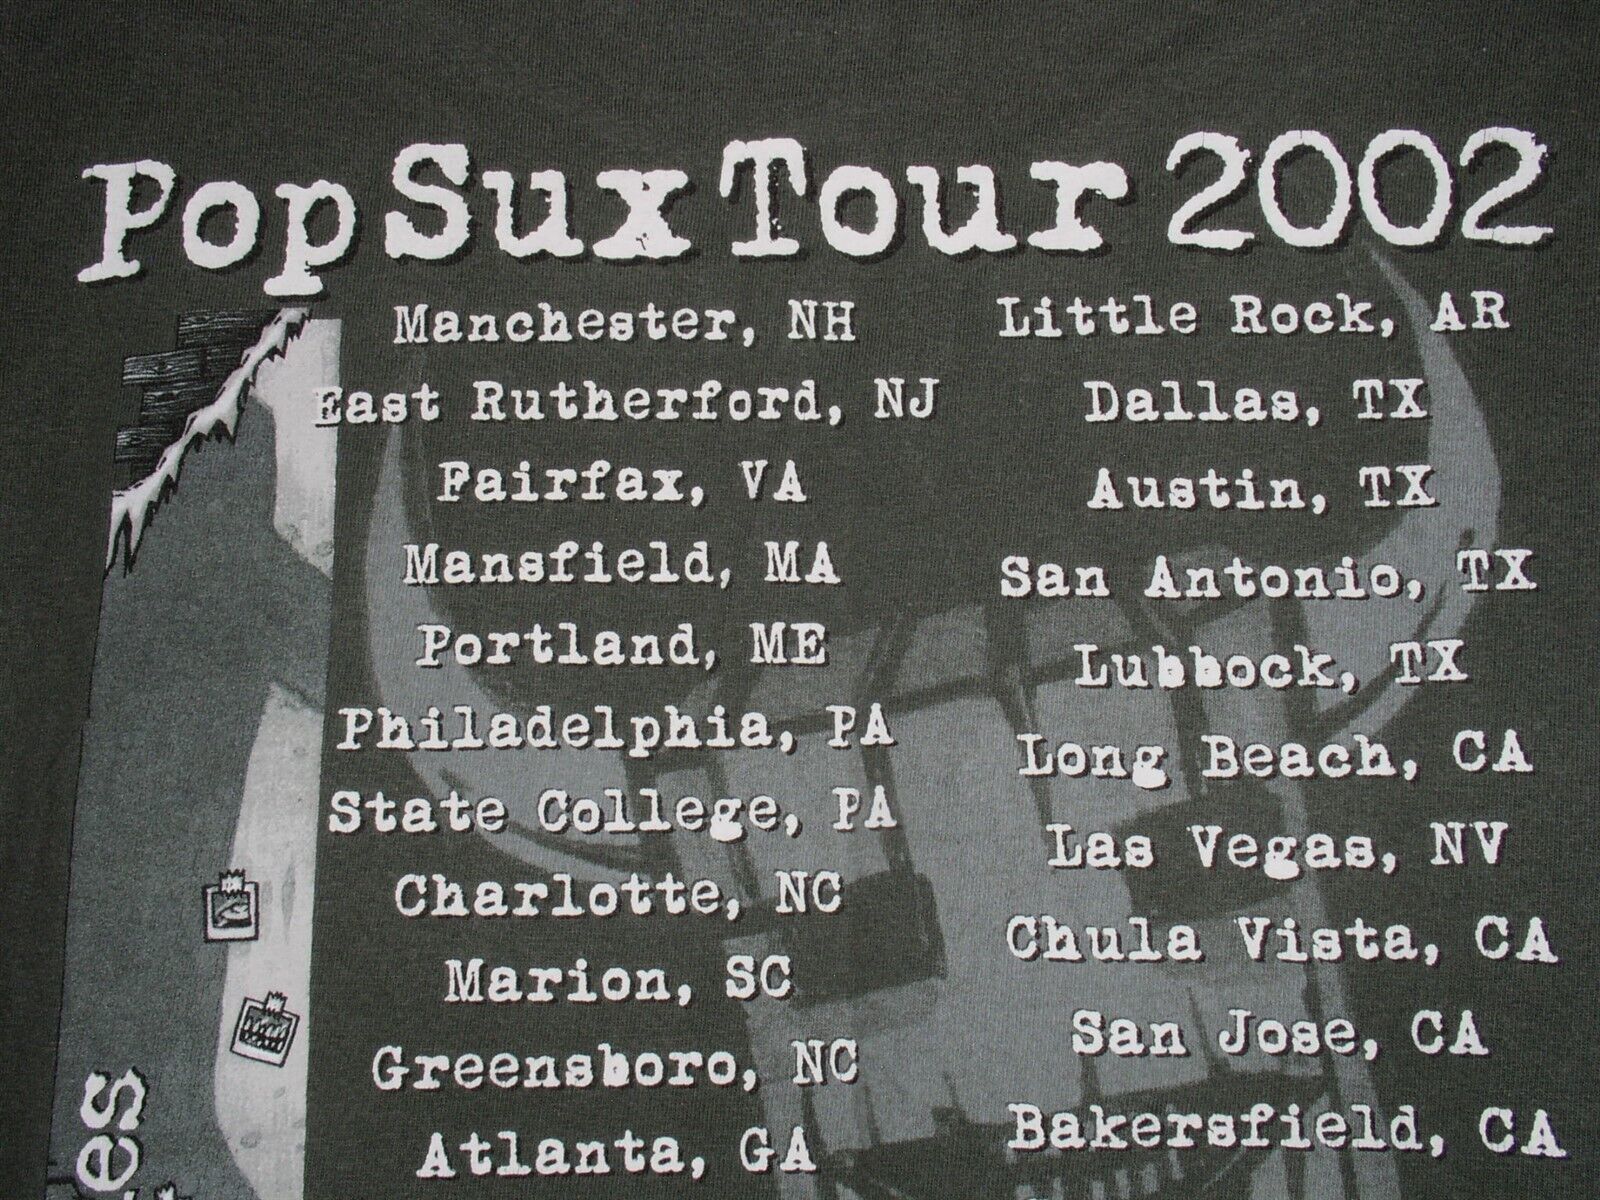 Pop Sux Tour 2002
Manchester, NH
East Rutherford, NJ
Fairfax, VA
Mansfield, MA
Portland, ME
Philadelphia, PA
State College, PA
Charlotte, NC
Marion, SC
Greensboro, NC
Atlanta, GA
Little Rock, AR
Dallas, TX
Austin, TX
San Antonio, TX
Lubbock, TX
Long Beach, CA
Las Vegas, NV
Chula Vista, CA
San Jose, CA
Bakersfield, CA
es